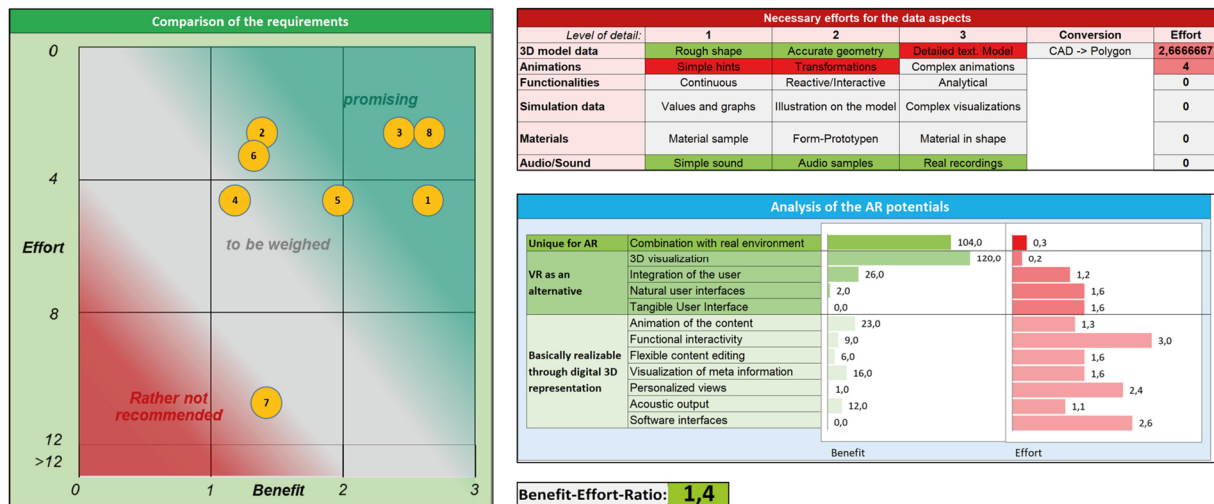 Comparison of the requirements
0
promising
2
3
8
6
4
4
5
1
Effort
to be weighed
8
Rather not
recommended
7
12
>12
0
1
Benefit
2
3
Necessary efforts for the data aspects
Level of detail: 1 2 3 Conversion Effort
3D model data Rough shape Accurate geometry Detailed text. Model CAD -> Polygon 2,6666667
Animations Simple hints Transformations Complex animations 4
Functionalities Continuous Reactive/Interactive Analytical 0
Simulation data Values and graphs Illustration on the model Complex visualizations 0
Materials Material sample Form-Prototypen Material in shape 0
Audio/Sound Simple sound Audio samples Real recordings 0
Analysis of the AR potentials
Unique for AR Combination with real environment 104,0 0,3
3D visualization 120,0 0,2
VR as an
alternative
Integration of the user 26,0 1,2
Natural user interfaces 2,0 1,6
Tangible User Interface 0,0 1,6
Basically realizable
through digital 3D
representation
Animation of the content 23,0 1,3
Functional interactivity 9,0 3,0
Flexible content editing 6,0 1,6
Visualization of meta information 16,0 1,6
Personalized views 1,0 2,4
Acoustic output 12,0 1,1
Software interfaces 0,0 2,6
Benefit Effort
Benefit-Effort-Ratio: 1,4